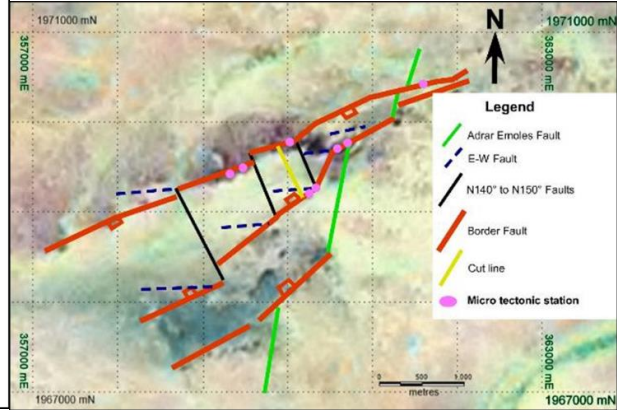 1971000 mN
1971000 mN
357000 mE
363000 mE
N
Legend
Adrar Emoles Fault
E-W Fault
N140° to N150° Faults
Border Fault
Cut line
Micro tectonic station
357000 mE
363000 mE
0 500 1.000
metres
1967000 mN
1967000 mN